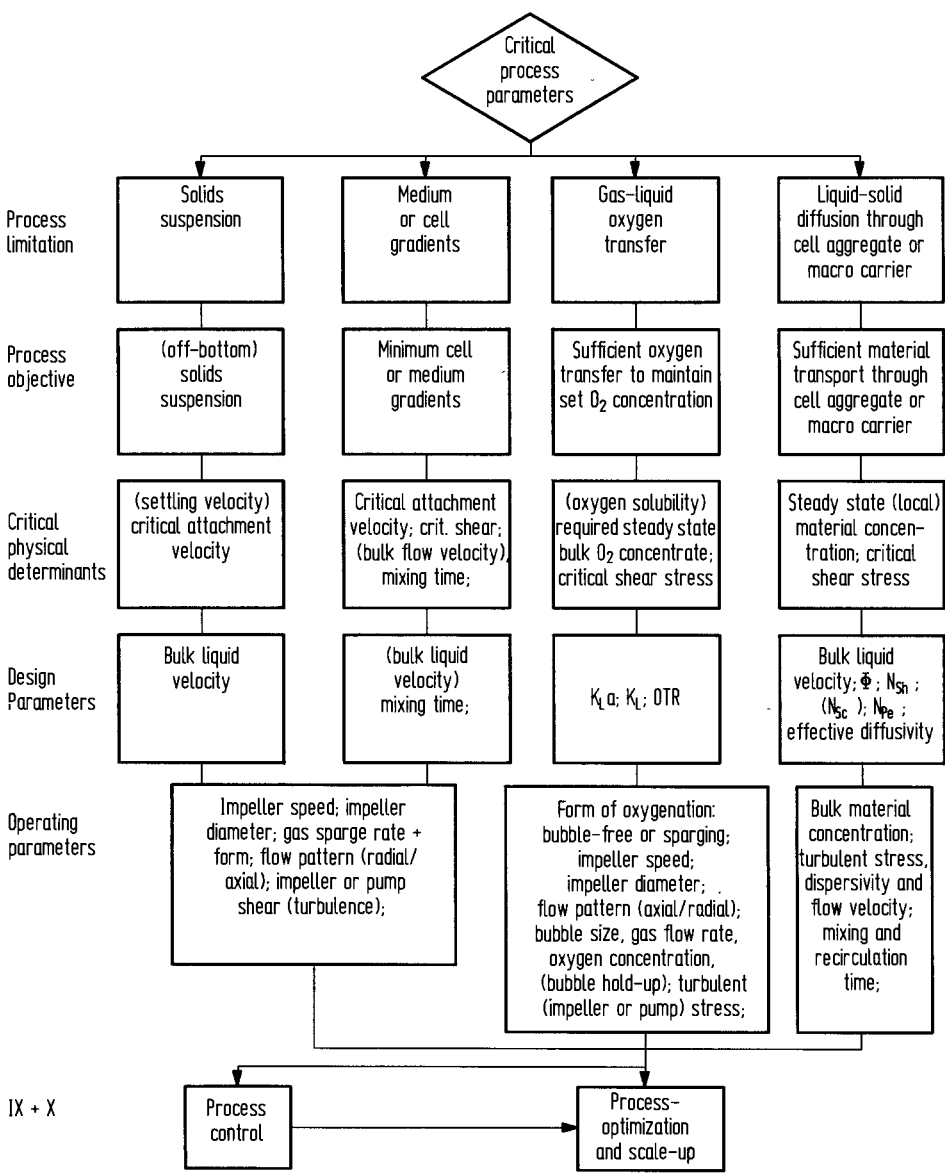 Critical
process
parameters
Process
limitation
Solids
suspension
Medium
or cell
gradients
Gas-liquid
oxygen
transfer
Liquid-solid
diffusion through
cell aggregate or
macro carrier
Process
objective
(off-bottom)
solids
suspension
Minimum cell
or medium
gradients
Sufficient oxygen
transfer to maintain
set O₂ concentration
Sufficient material
transport through
cell aggregate or
macro carrier
Critical
physical
determinants
(settling velocity)
critical attachment
velocity
Critical attachment
velocity; crit. shear;
(bulk flow velocity),
mixing time;
(oxygen solubility)
required steady state
bulk O₂ concentrate;
critical shear stress
Steady state (local)
material concen-
tration; critical
shear stress
Design
Parameters
Bulk liquid
velocity
(bulk liquid
velocity)
mixing time;
K_L a; K_L; OTR
Bulk liquid
velocity; Φ; N_Sh ;
(N_Sc ); N_Pe ;
effective diffusivity
Operating
parameters
Impeller speed; impeller
diameter; gas sparge rate +
form; flow pattern (radial/
axial); impeller or pump
shear (turbulence);
Form of oxygenation:
bubble-free or sparging;
impeller speed;
impeller diameter;
flow pattern (axial/radial);
bubble size, gas flow rate,
oxygen concentration,
(bubble hold-up); turbulent
(impeller or pump) stress;
Bulk material
concentration;
turbulent stress,
dispersivity and
flow velocity;
mixing and
recirculation
time;
IX + X
Process
control
Process-
optimization
and scale-up